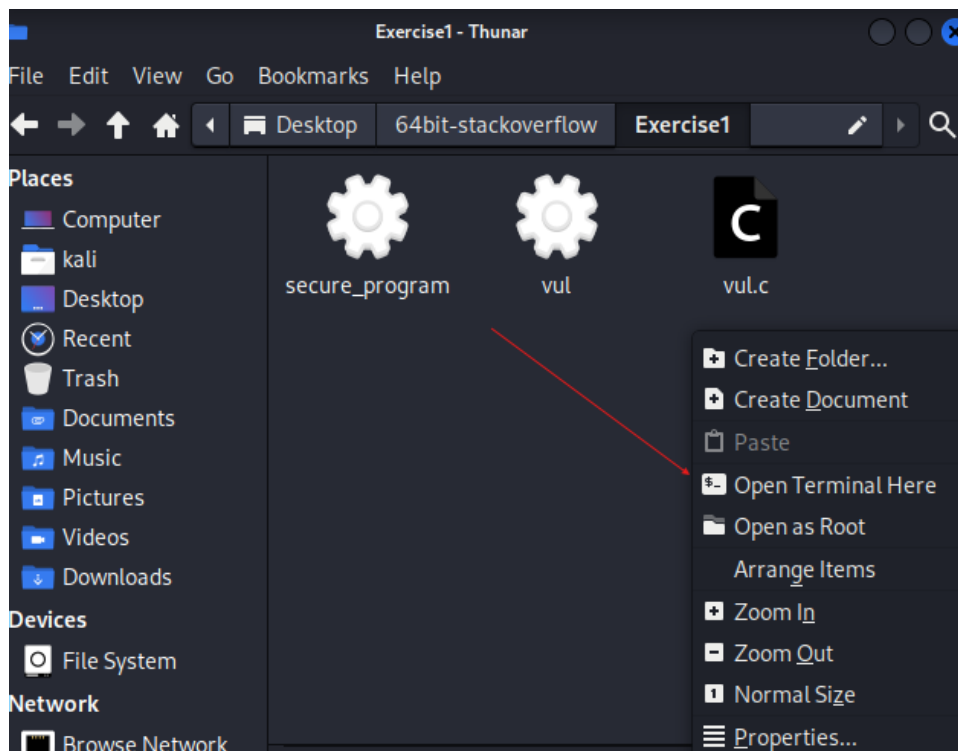 Exercise1 - Thunar
File Edit View Go Bookmarks Help
Desktop 64bit-stackoverflow Exercise1
Places
Computer
kali
Desktop
Recent
Trash
Documents
Music
Pictures
Videos
Downloads
Devices
File System
Network
Browse Network
secure_program vul vul.c
C
Create Folder...
Create Document
Paste
$_ Open Terminal Here
Open as Root
Arrange Items
Zoom In
Zoom Out
1 Normal Size
Properties...